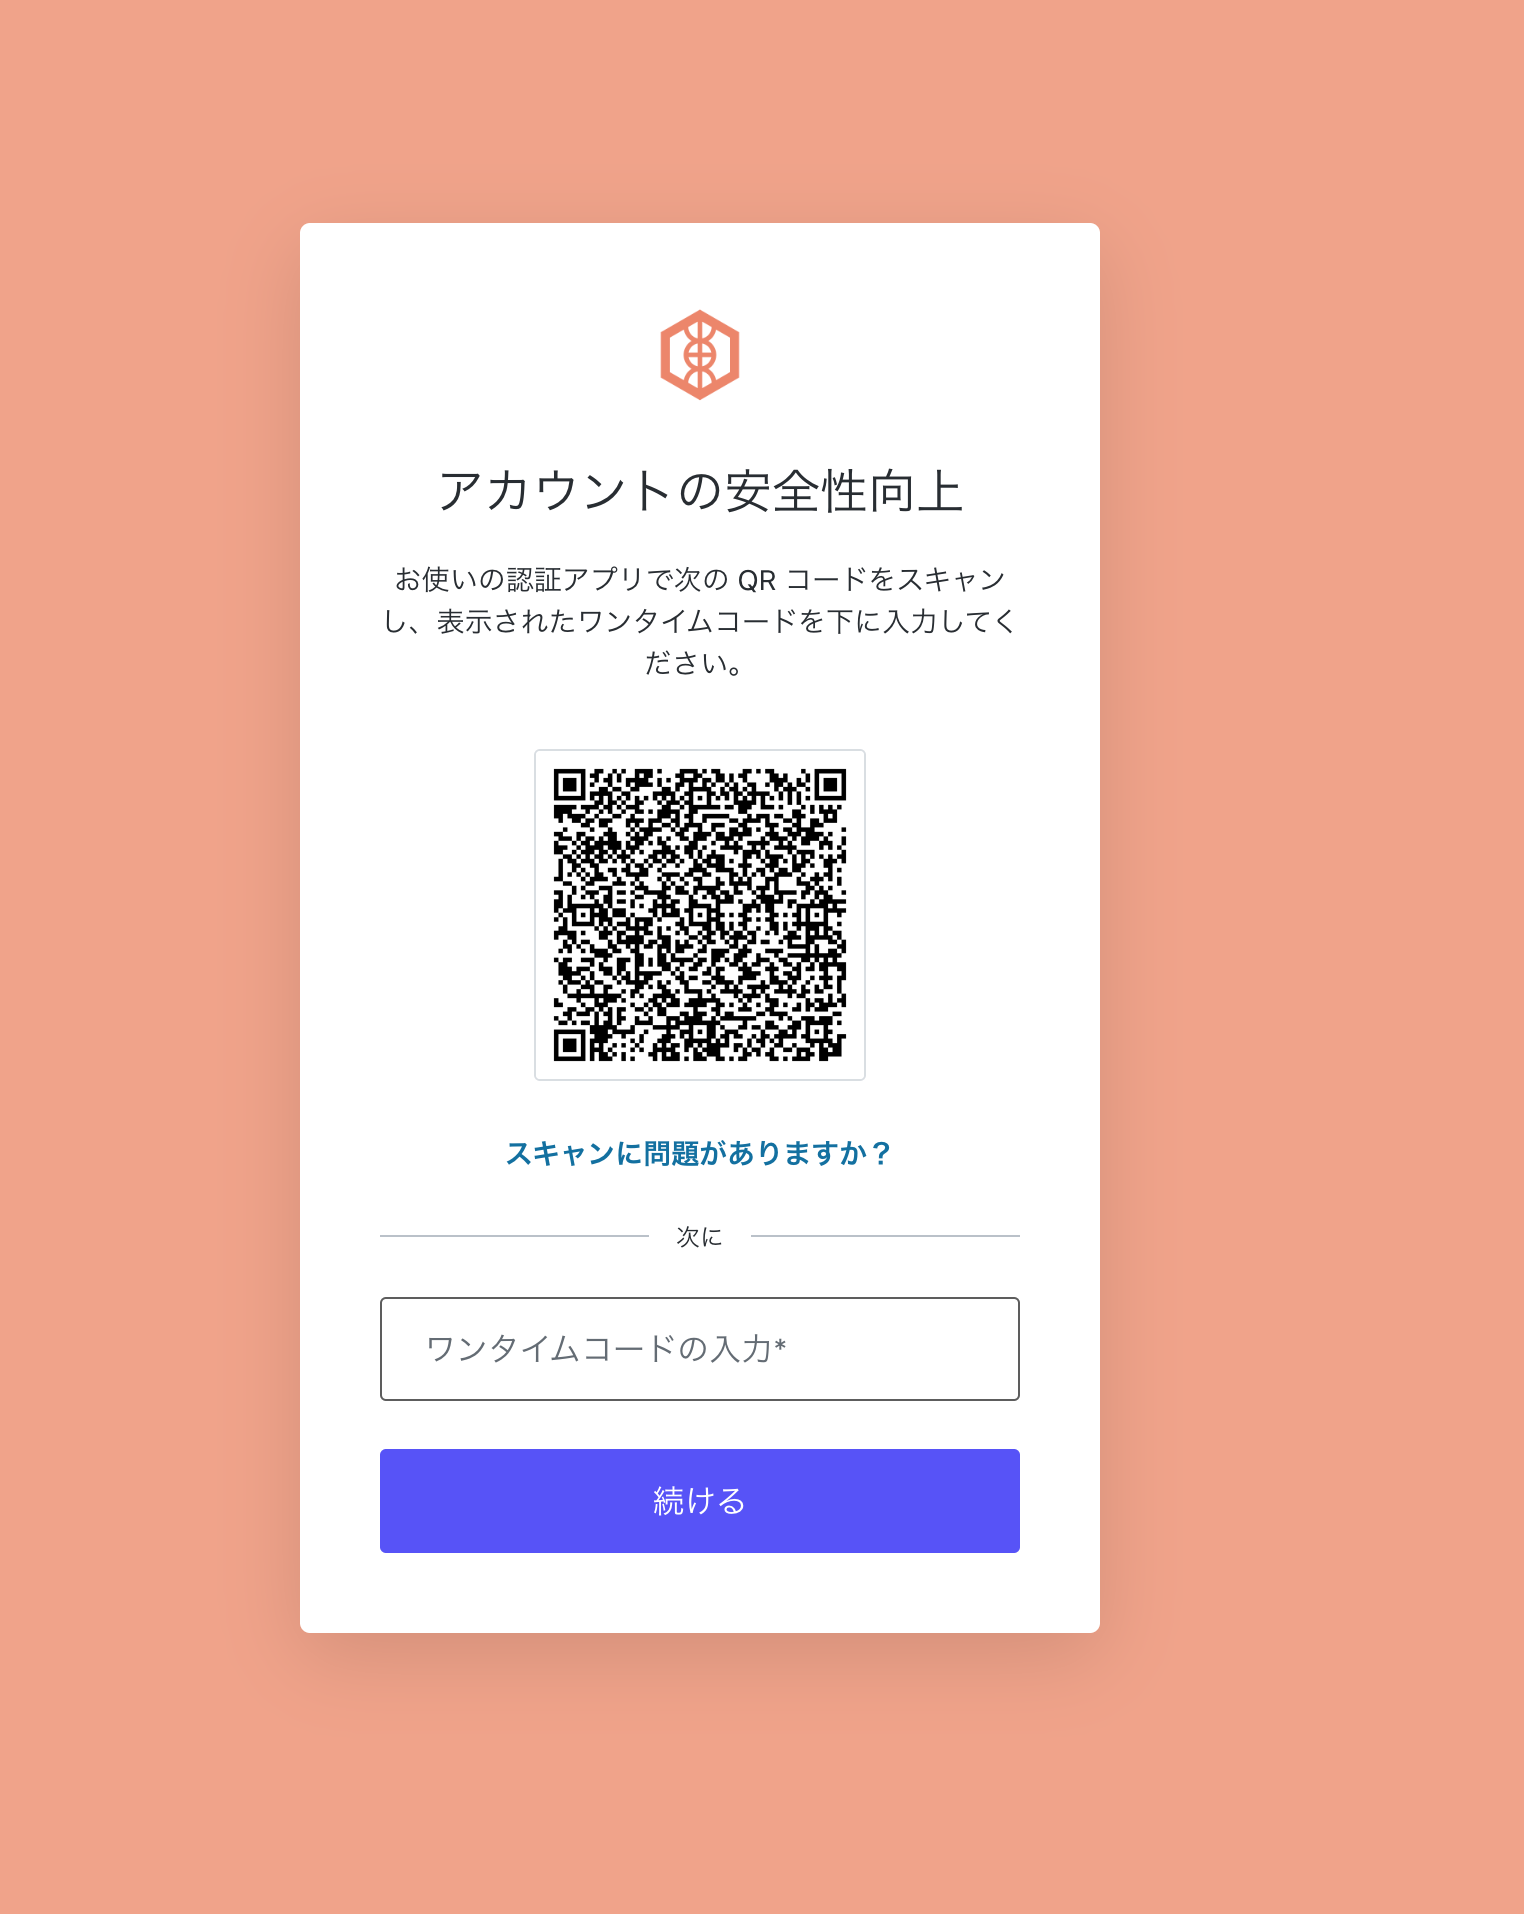 アカウントの安全性向上
お使いの認証アプリで次の QR コードをスキャン
し、表示されたワンタイムコードを下に入力してく
ださい。
スキャンに問題がありますか？
次に
ワンタイムコードの入力*
続ける